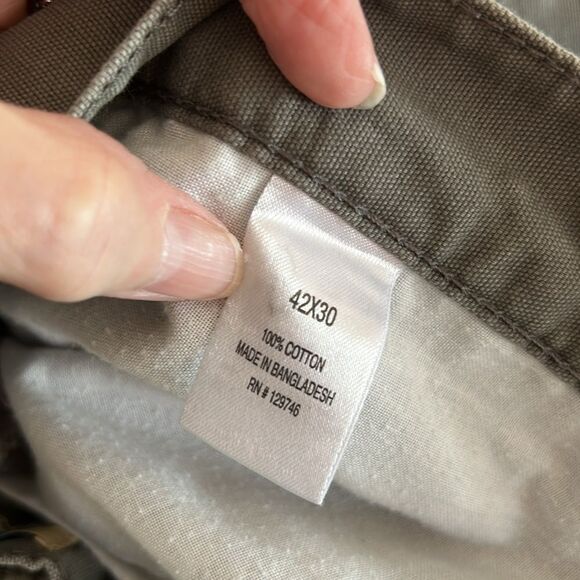 42X30
100% COTTON
MADE IN BANGLADESH
RN # 129746